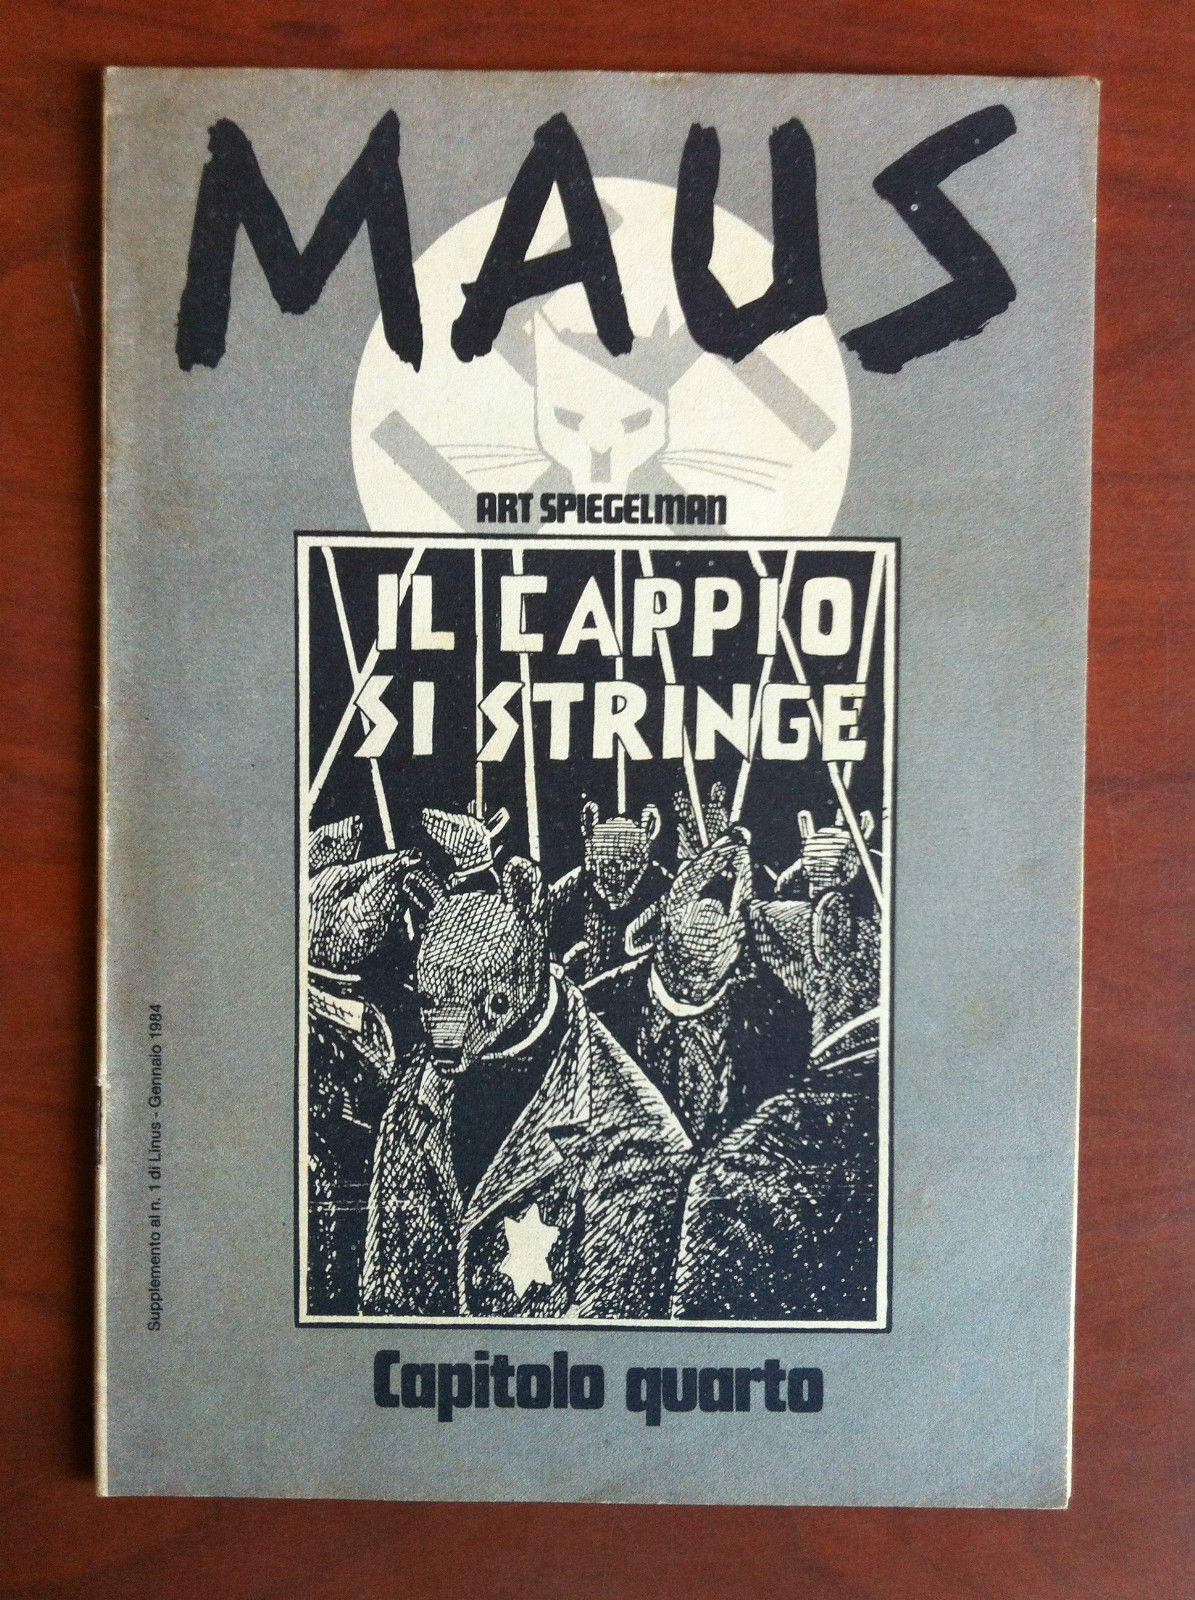 MAUS
ART SPIEGELMAN
IL CAPPIO
SI STRINGE
Supplemento al n. 1 di Linus - Gennaio 1984
Capitolo quarto